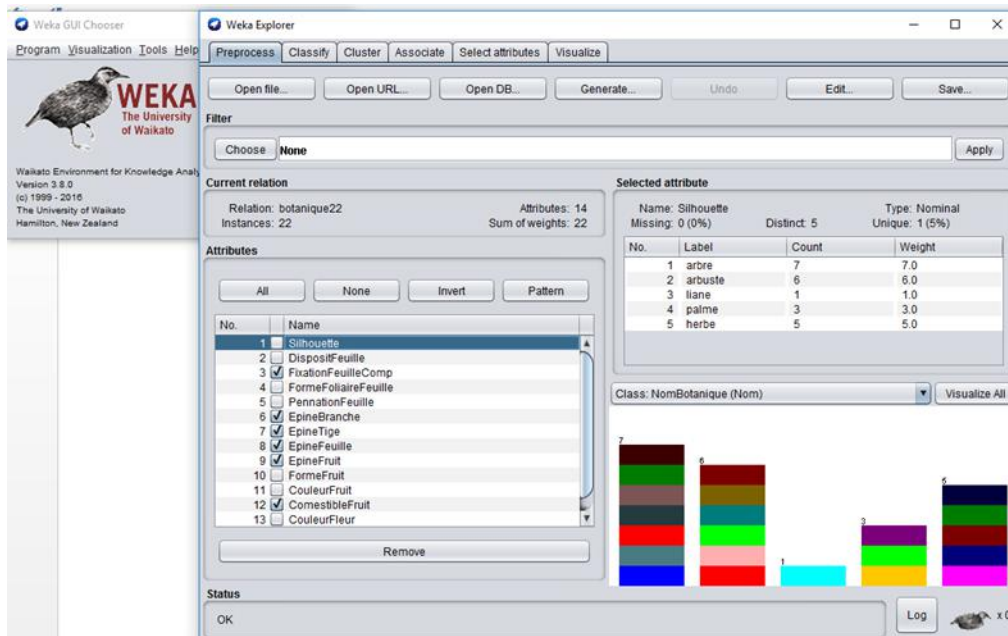 Weka GUI Chooser
Program Visualization Tools Help
WEKA
The University
of Waikato
Waikato Environment for Knowledge Analy
Version 3.8.0
(c) 1999 - 2016
The University of Waikato
Hamilton, New Zealand
Weka Explorer
Preprocess Classify Cluster Associate Select attributes Visualize
Open file... Open URL... Open DB... Generate... Undo Edit... Save...
Filter
Choose None Apply
Current relation
Relation: botanique22 Attributes: 14
Instances: 22 Sum of weights: 22
Attributes
All None Invert Pattern
No. Name
1 Silhouette
2 DispositFeuille
3 FixationFeuilleComp
4 FormeFoliaireFeuille
5 PennationFeuille
6 EpineBranche
7 EpineTige
8 EpineFeuille
9 EpineFruit
10 FormeFruit
11 CouleurFruit
12 ComestibleFruit
13 CouleurFleur
Remove
Selected attribute
Name: Silhouette Type: Nominal
Missing: 0 (0%) Distinct: 5 Unique: 1 (5%)
No. Label Count Weight
1 arbre 7 7.0
2 arbuste 6 6.0
3 liane 1 1.0
4 palme 3 3.0
5 herbe 5 5.0
Class: NomBotanique (Nom) Visualize All
7
6
1
3
5
Status
OK
Log x 0